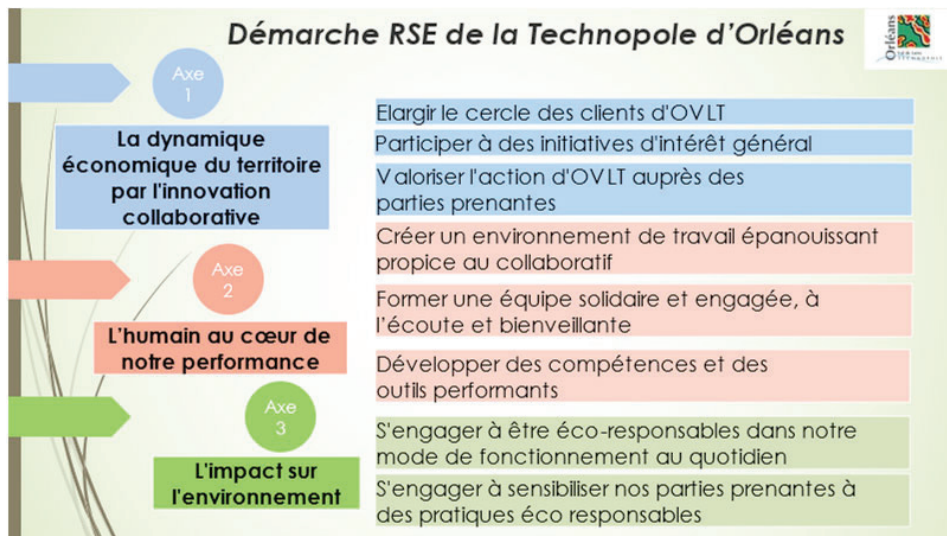 Démarche RSE de la Technopole d'Orléans
Orléans
Axe
1
La dynamique
économique du territoire
par l'innovation
collaborative
Elargir le cercle des clients d'OVLT
Participer à des initiatives d'intérêt général
Valoriser l'action d'OVLT auprès des
parties prenantes
Axe
2
L'humain au cœur de
notre performance
Créer un environnement de travail épanouissant
propice au collaboratif
Former une équipe solidaire et engagée, à
l'écoute et bienveillante
Développer des compétences et des
outils performants
Axe
3
L'impact sur
l'environnement
S'engager à être éco-responsables dans notre
mode de fonctionnement au quotidien
S'engager à sensibiliser nos parties prenantes à
des pratiques éco responsables